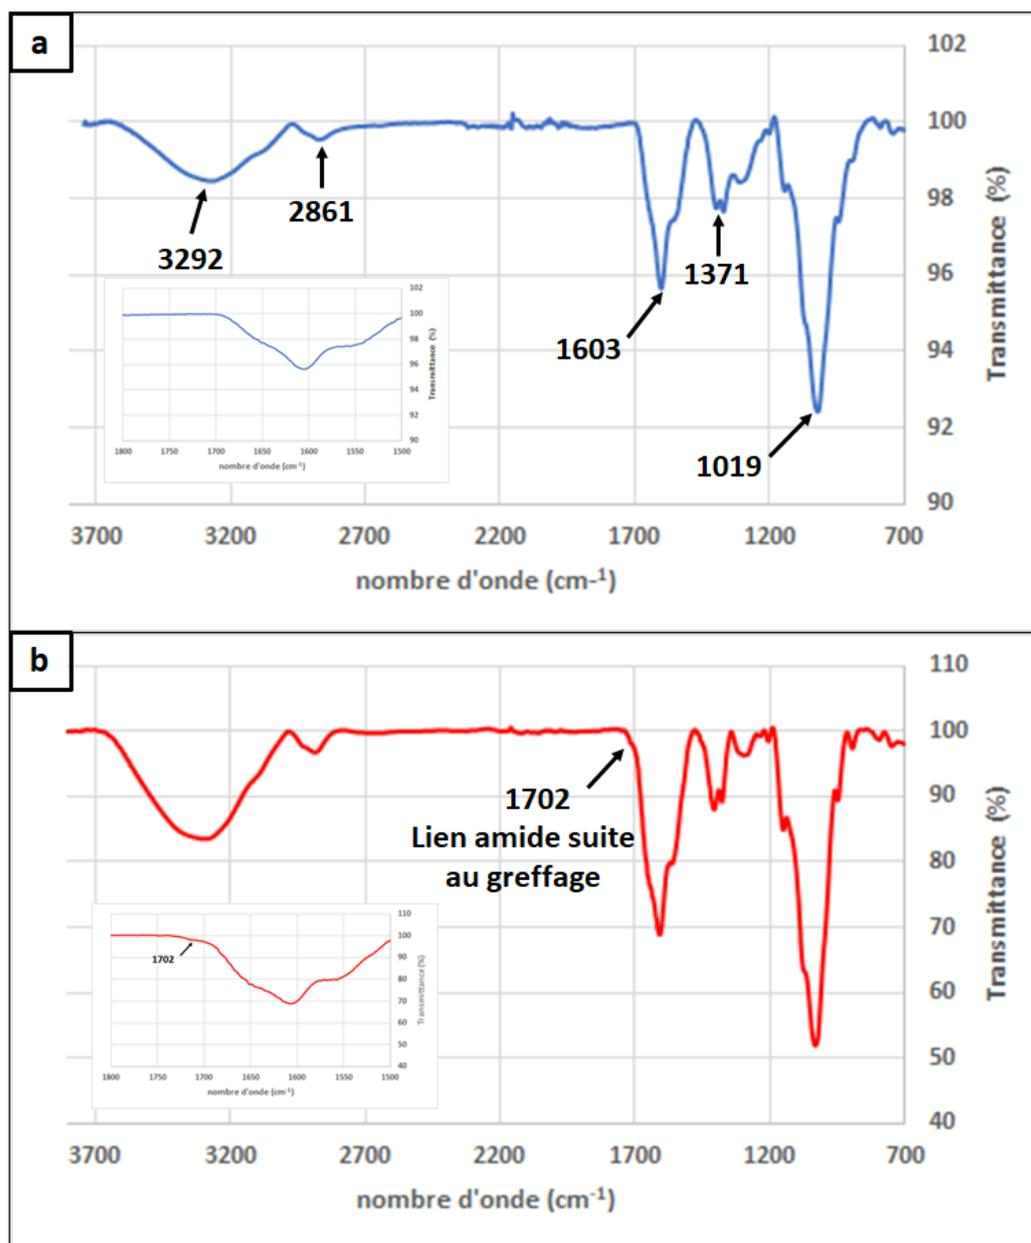 a
102
100
98
96
94
92
90
Transmittance (%)
3292
2861
1603
1371
1019
3700 3200 2700 2200 1700 1200 700
nombre d'onde (cm-¹)
102
100
98
96
94
92
90
Transmittance (%)
1800 1750 1700 1650 1600 1550 1500
nombre d'onde (cm-¹)
b
110
100
90
80
70
60
50
40
Transmittance (%)
1702
Lien amide suite
au greffage
3700 3200 2700 2200 1700 1200 700
nombre d'onde (cm⁻¹)
110
100
90
80
70
60
50
40
Transmittance (%)
1702
1800 1750 1700 1650 1600 1550 1500
nombre d'onde (cm-¹)